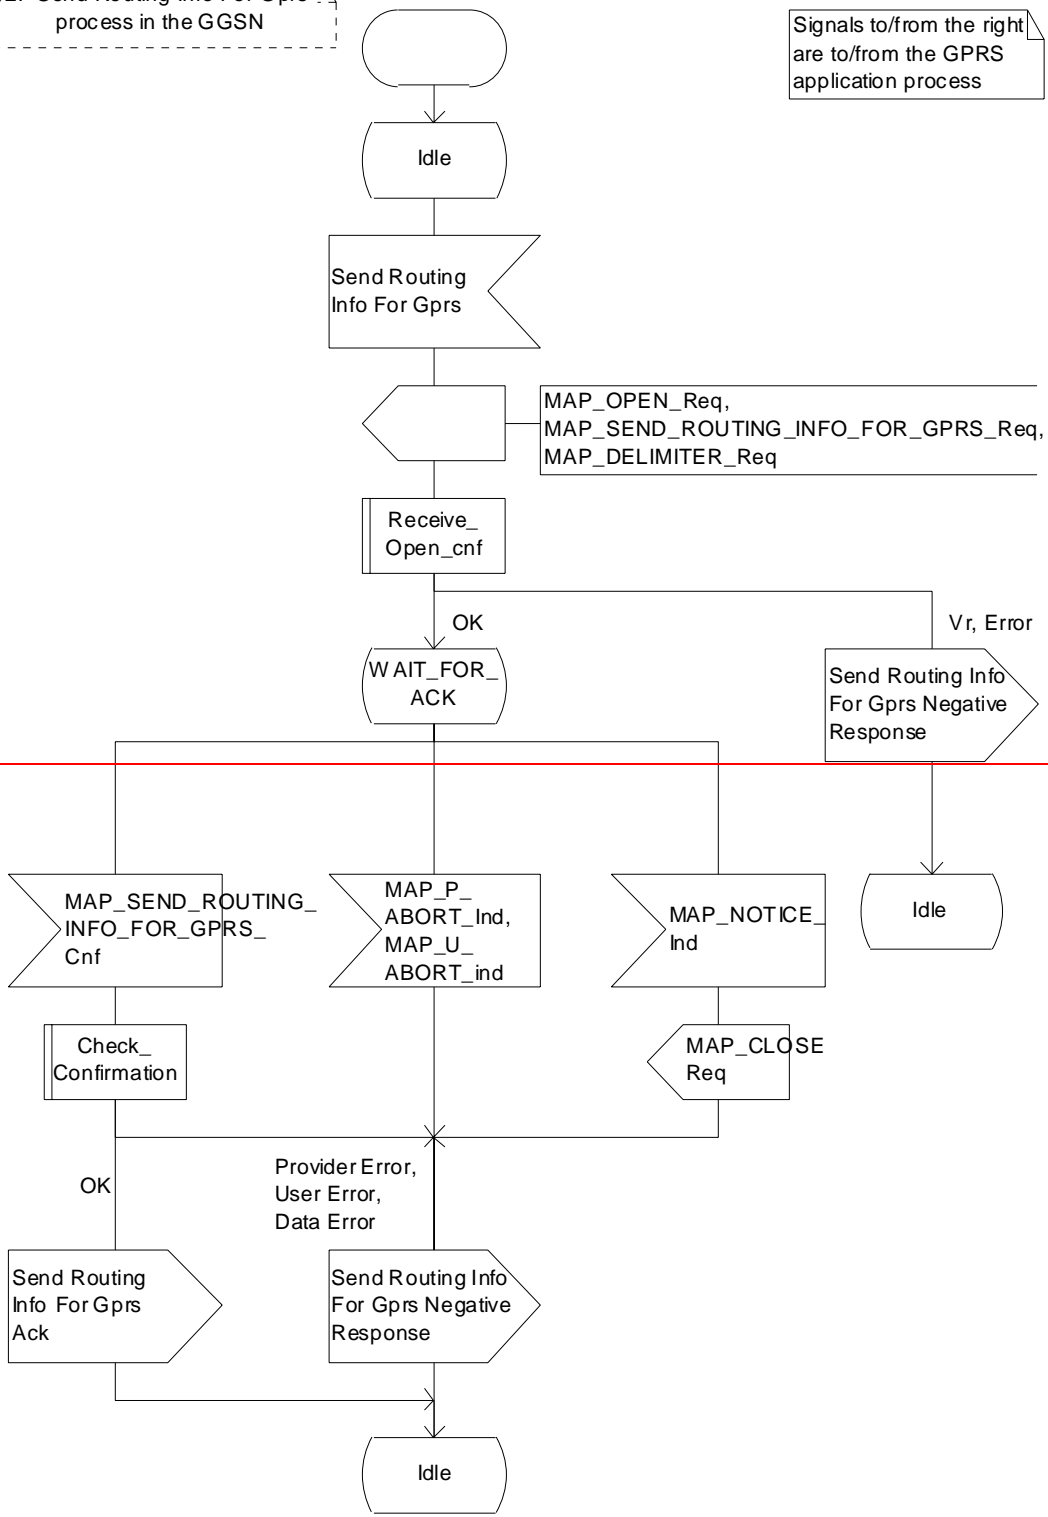 process in the GGSN
Signals to/from the right
are to/from the GPRS
application process
Idle
Send Routing
Info For Gprs
MAP_OPEN_Req,
MAP_SEND_ROUTING_INFO_FOR_GPRS_Req,
MAP_DELIMITER_Req
Receive_
Open_cnf
OK
Vr, Error
WAIT_FOR_
ACK
Send Routing Info
For Gprs Negative
Response
MAP_SEND_ROUTING_
INFO_FOR_GPRS_
Cnf
MAP_P_
ABORT_Ind,
MAP_U_
ABORT_ind
MAP_NOTICE_
Ind
Idle
Check_
Confirmation
MAP_CLOSE
Req
OK
Provider Error,
User Error,
Data Error
Send Routing
Info For Gprs
Ack
Send Routing Info
For Gprs Negative
Response
Idle